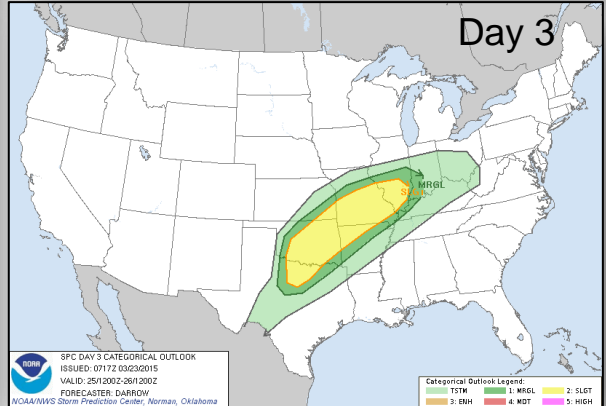 Day 3
MRGL
SPC DAY 3 CATEGORICAL OUTLOOK
ISSUED: 0717Z 03/23/2015
VALID: 25/1200Z-26/1200Z
FORECASTER: DARROW
NOAA/NWS Storm Prediction Center, Norman, Oklahoma
NOAA
Categorical Outlook Legend:
TSTM 1: MRGL 2: SLGT
3: ENH 4: MDT 5: HIGH